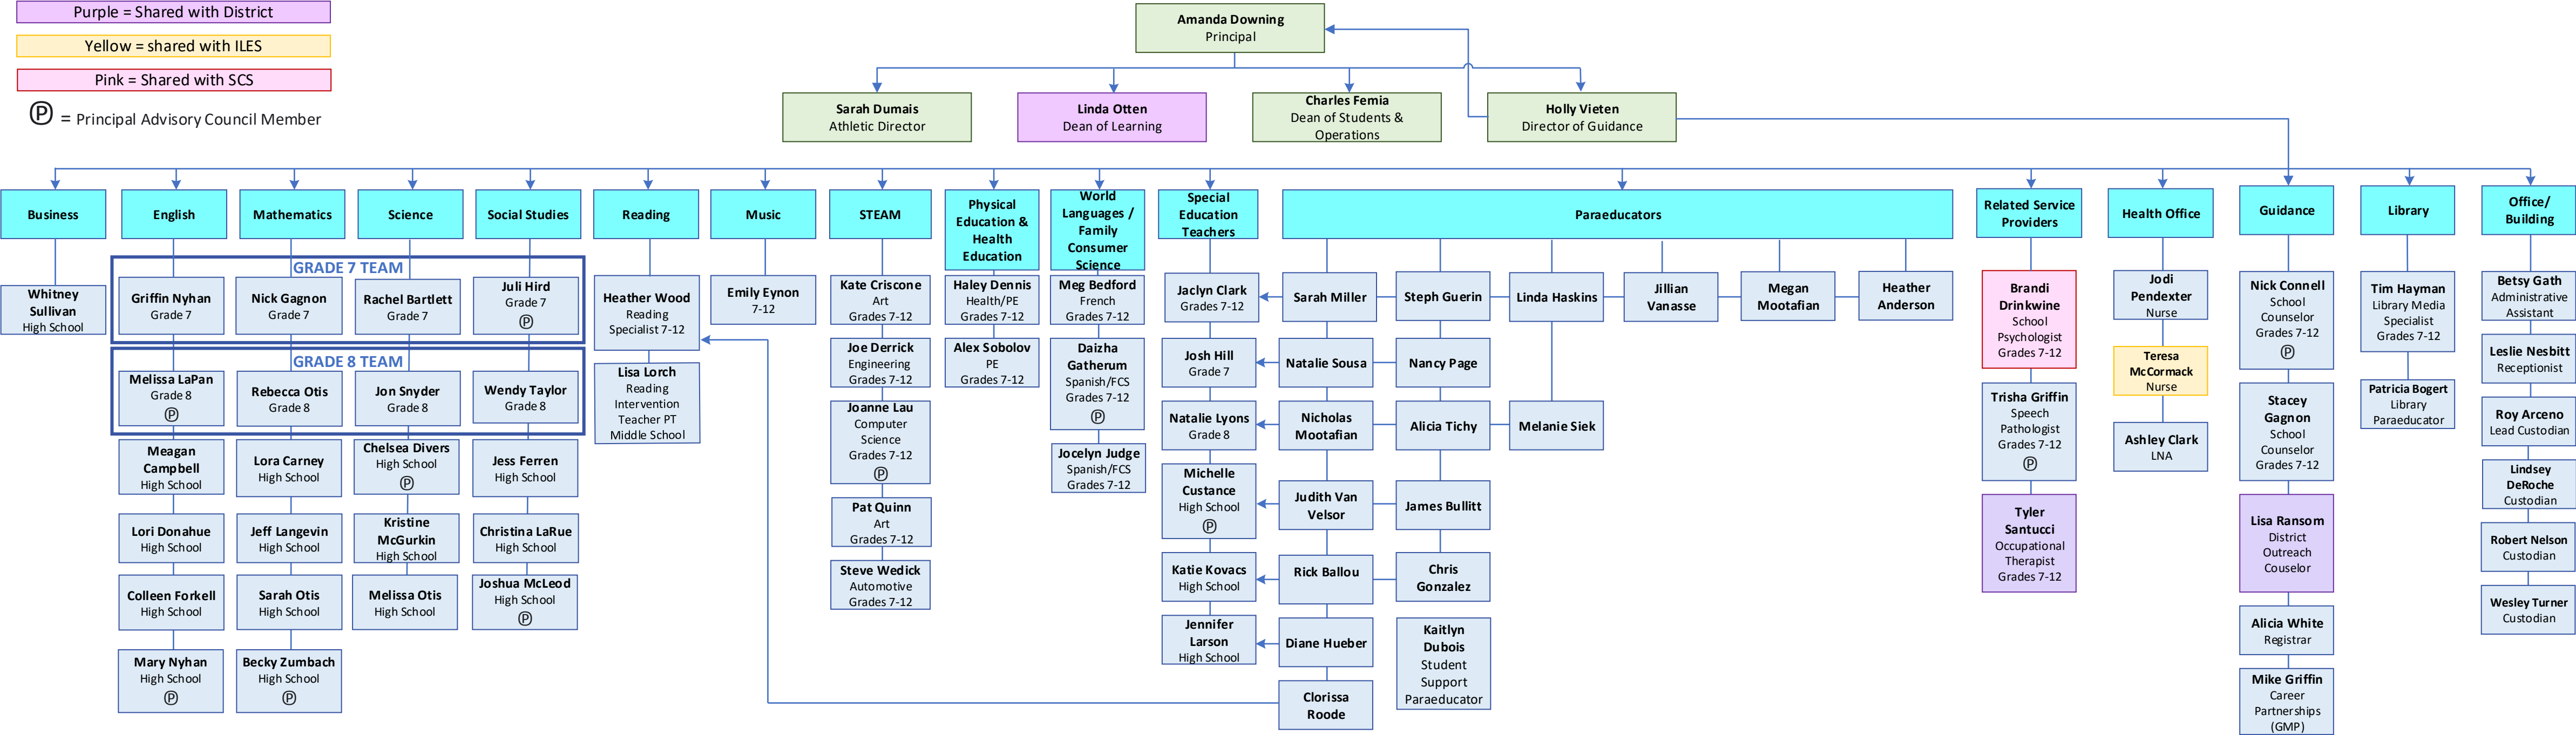 Purple = Shared with District
Yellow = shared with ILES
Pink = Shared with SCS
Ⓟ = Principal Advisory Council Member
Amanda Downing
Principal
Sarah Dumais
Athletic Director
Linda Otten
Dean of Learning
Charles Femia
Dean of Students &
Operations
Holly Vieten
Director of Guidance
Business
Whitney
Sullivan
High School
English
Mathematics
Science
Social Studies
GRADE 7 TEAM
Griffin Nyhan
Grade 7
Nick Gagnon
Grade 7
Rachel Bartlett
Grade 7
Juli Hird
Grade 7
Ⓟ
GRADE 8 TEAM
Melissa LaPan
Grade 8
Ⓟ
Rebecca Otis
Grade 8
Jon Snyder
Grade 8
Wendy Taylor
Grade 8
Meagan
Campbell
High School
Lori Donahue
High School
Colleen Forkell
High School
Mary Nyhan
High School
Ⓟ
Lora Carney
High School
Jeff Langevin
High School
Sarah Otis
High School
Becky Zumbach
High School
Ⓟ
Chelsea Divers
High School
Ⓟ
Kristine
McGurkin
High School
Melissa Otis
High School
Jess Ferren
High School
Christina LaRue
High School
Joshua McLeod
High School
Ⓟ
Reading
Heather Wood
Reading
Specialist 7-12
Lisa Lorch
Reading
Intervention
Teacher PT
Middle School
Music
Emily Eynon
7-12
STEAM
Kate Criscone
Art
Grades 7-12
Joe Derrick
Engineering
Grades 7-12
Joanne Lau
Computer
Science
Grades 7-12
Ⓟ
Pat Quinn
Art
Grades 7-12
Steve Wedick
Automotive
Grades 7-12
Physical
Education &
Health
Education
Haley Dennis
Health/PE
Grades 7-12
Alex Sobolov
PE
Grades 7-12
World
Languages /
Family
Consumer
Science
Meg Bedford
French
Grades 7-12
Daizha
Gatherum
Spanish/FCS
Grades 7-12
Ⓟ
Jocelyn Judge
Spanish/FCS
Grades 7-12
Special
Education
Teachers
Jaclyn Clark
Grades 7-12
Josh Hill
Grade 7
Natalie Lyons
Grade 8
Michelle
Custance
High School
Ⓟ
Katie Kovacs
High School
Jennifer
Larson
High School
Paraeducators
Sarah Miller
Steph Guerin
Linda Haskins
Jillian
Vanasse
Megan
Mootafian
Heather
Anderson
Natalie Sousa
Nancy Page
Nicholas
Mootafian
Alicia Tichy
Melanie Siek
Judith Van
Velsor
James Bullitt
Rick Ballou
Chris
Gonzalez
Diane Hueber
Kaitlyn
Dubois
Student
Support
Paraeducator
Clorissa
Roode
Related Service
Providers
Brandi
Drinkwine
School
Psychologist
Grades 7-12
Trisha Griffin
Speech
Pathologist
Grades 7-12
Ⓟ
Tyler
Santucci
Occupational
Therapist
Grades 7-12
Health Office
Jodi
Pendexter
Nurse
Teresa
McCormack
Nurse
Ashley Clark
LNA
Guidance
Nick Connell
School
Counselor
Grades 7-12
Ⓟ
Stacey
Gagnon
School
Counselor
Grades 7-12
Lisa Ransom
District
Outreach
Couselor
Alicia White
Registrar
Mike Griffin
Career
Partnerships
(GMP)
Library
Tim Hayman
Library Media
Specialist
Grades 7-12
Patricia Bogert
Library
Paraeducator
Office/
Building
Betsy Gath
Administrative
Assistant
Leslie Nesbitt
Receptionist
Roy Arceno
Lead Custodian
Lindsey
DeRoche
Custodian
Robert Nelson
Custodian
Wesley Turner
Custodian